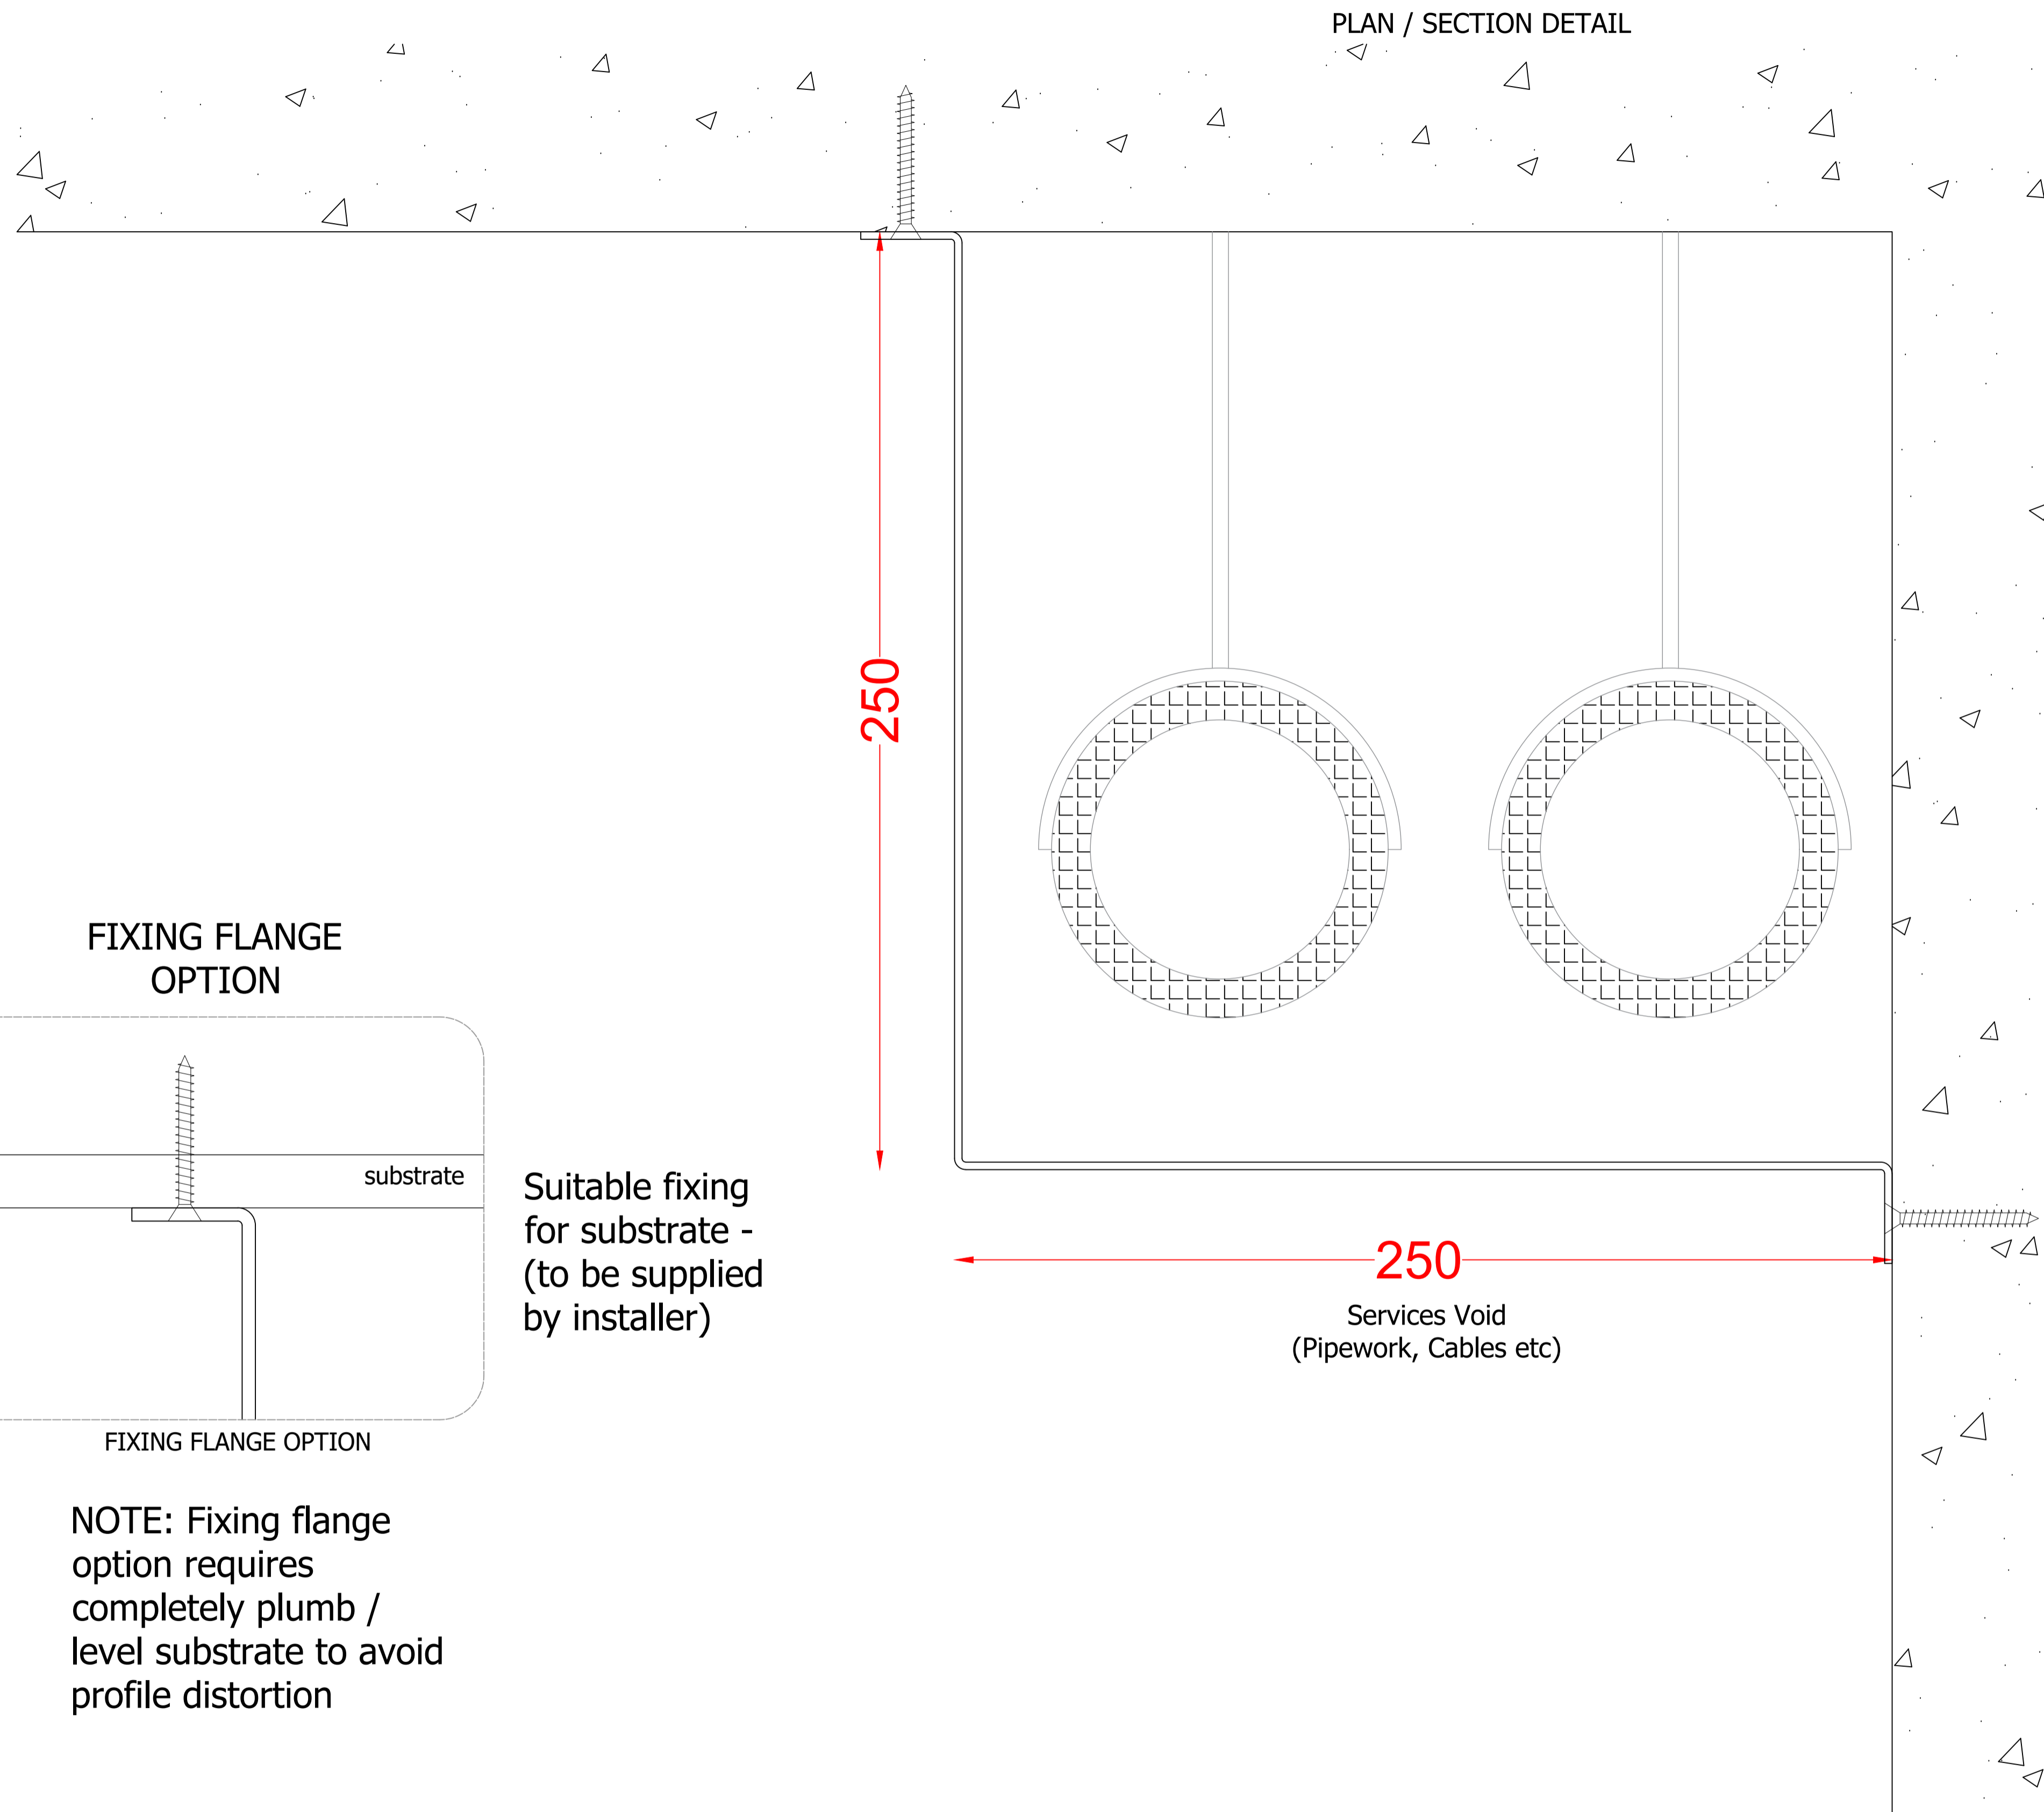 PLAN / SECTION DETAIL
250
FIXING FLANGE
OPTION
substrate
Suitable fixing
for substrate -
(to be supplied
by installer)
250
Services Void
(Pipework, Cables etc)
FIXING FLANGE OPTION
NOTE: Fixing flange
option requires
completely plumb /
level substrate to avoid
profile distortion